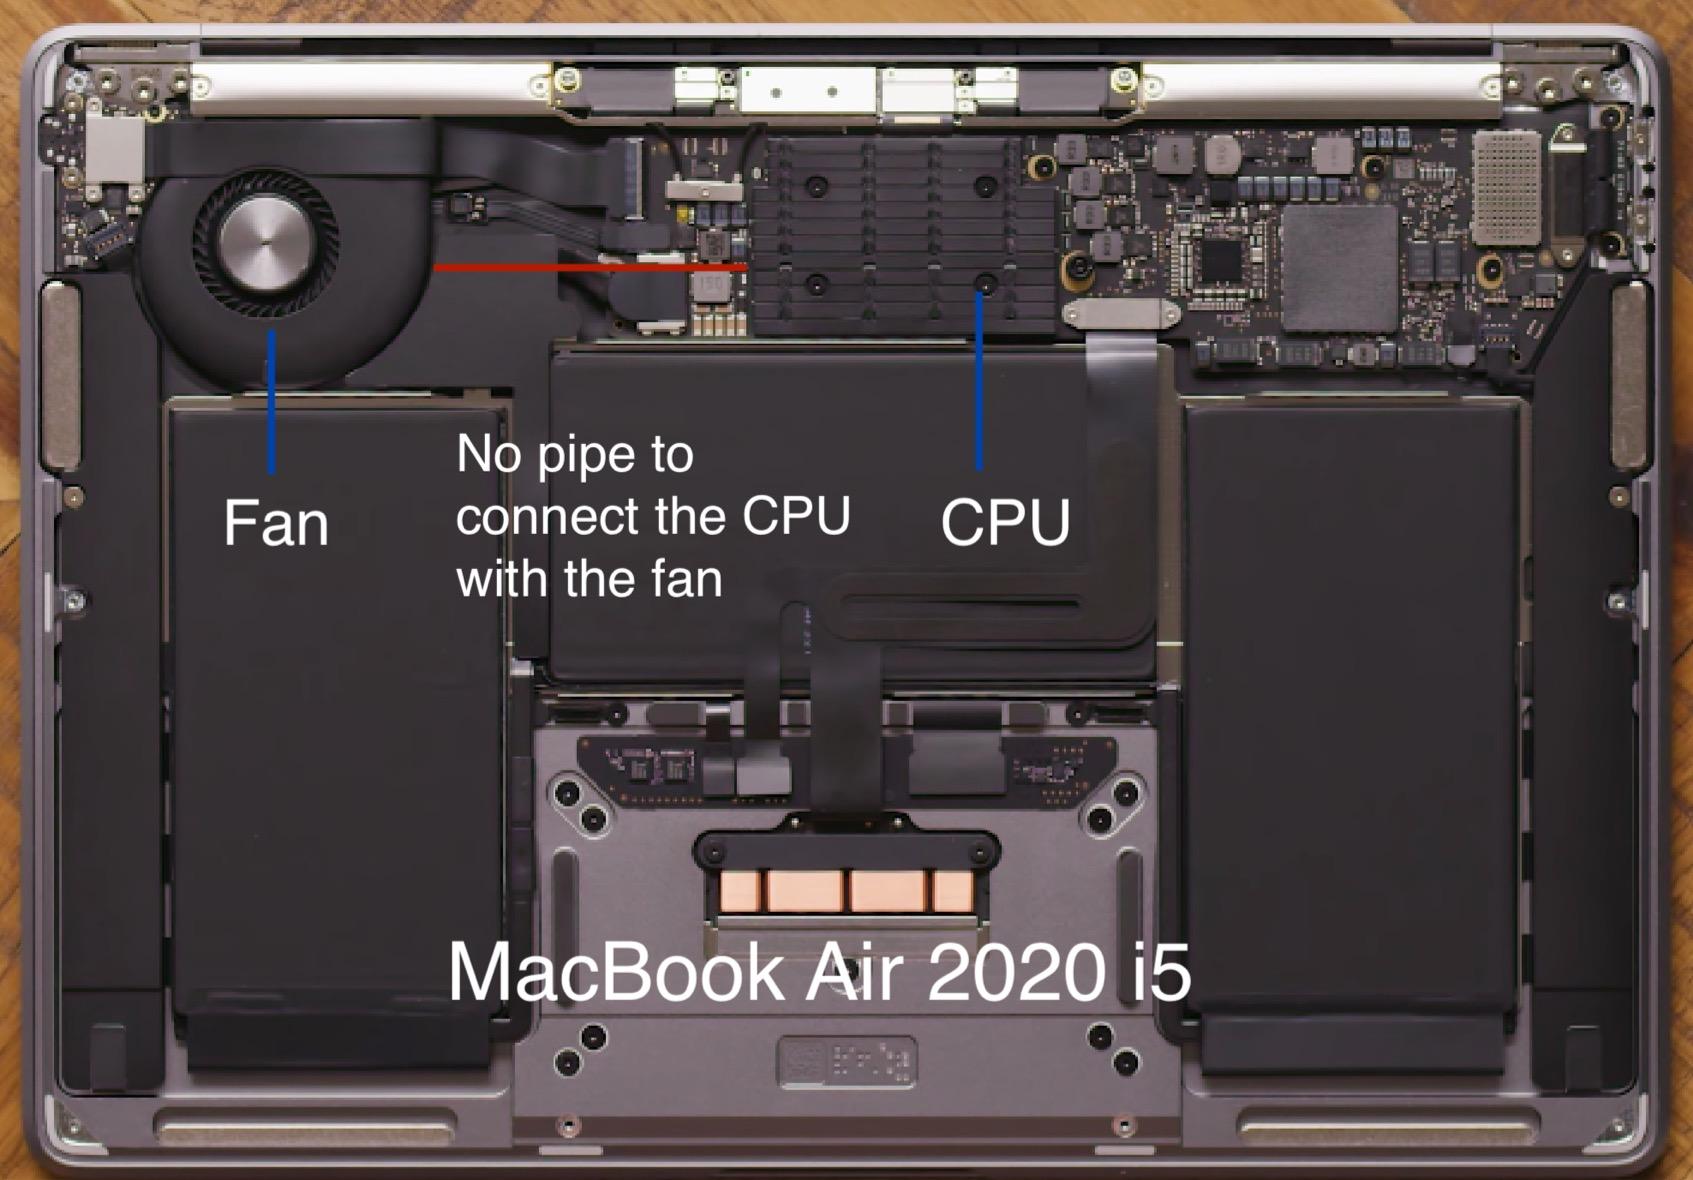 Fan
No pipe to
connect the CPU
with the fan
CPU
MacBook Air 2020 i5